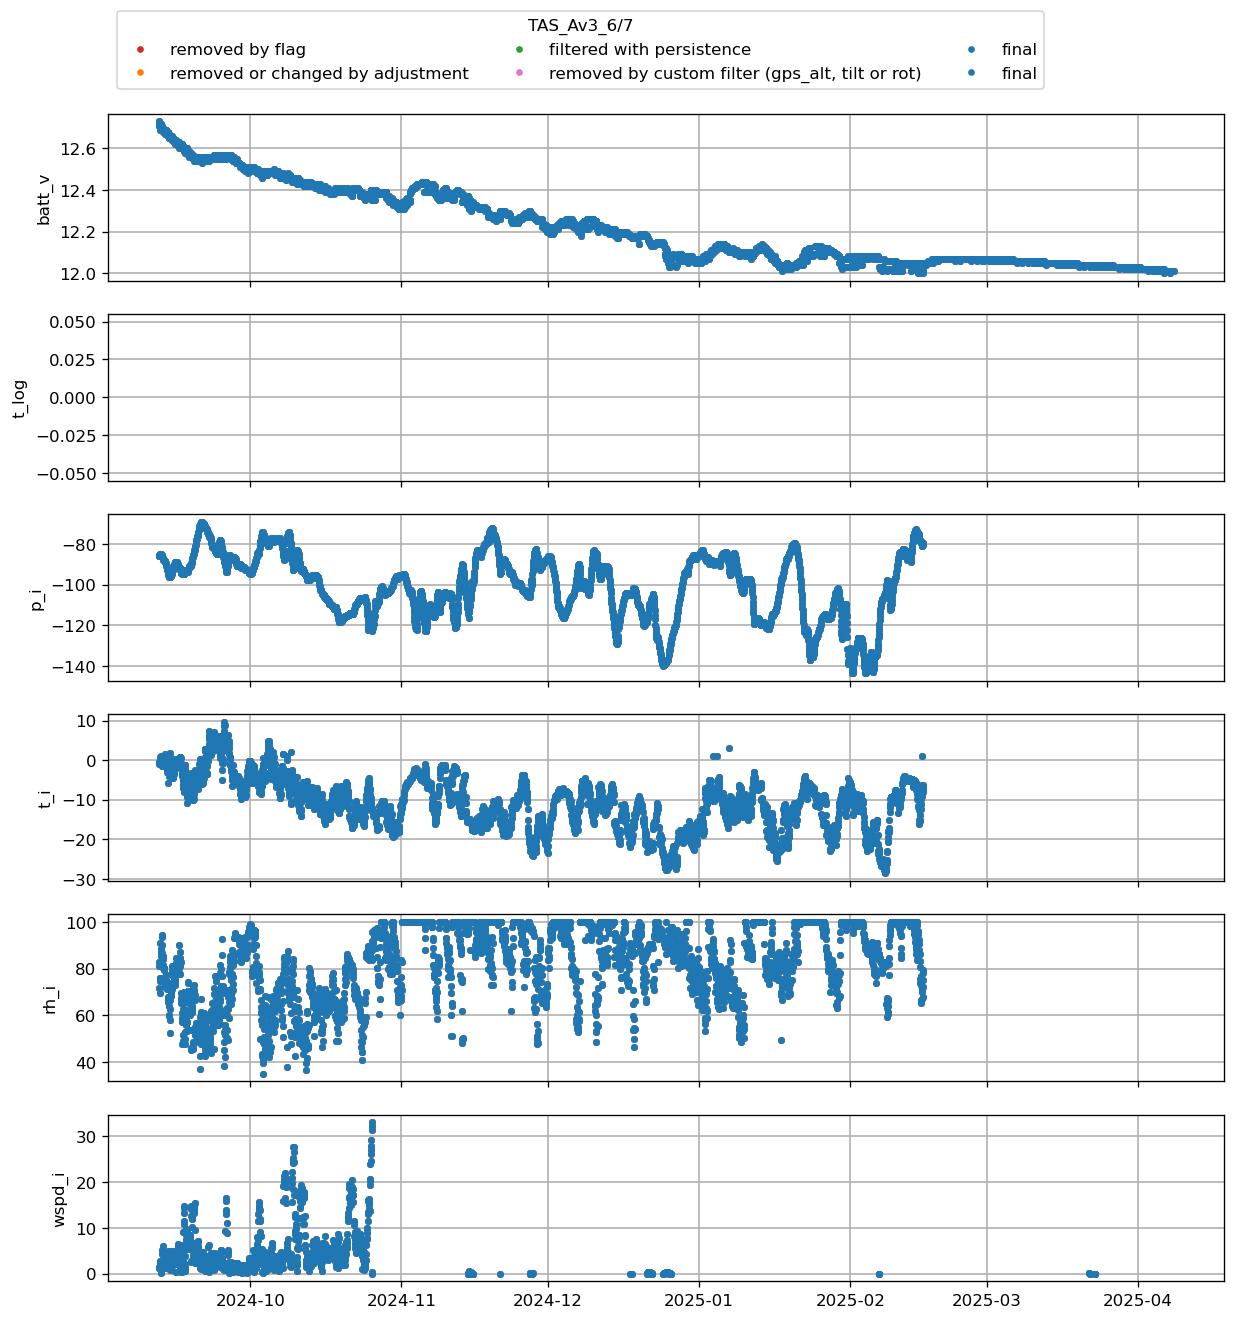 TAS_Av3_6/7
removed by flag
filtered with persistence
final
removed or changed by adjustment
removed by custom filter (gps_alt, tilt or rot)
final
12.6
12.4
12.2
12.0
batt_v
0.050
0.025
0.000
−0.025
−0.050
t_log
−80
−100
−120
−140
p_i
10
0
−10
−20
−30
t_i
100
80
60
40
rh_i
30
20
10
0
wspd_i
2024-10
2024-11
2024-12
2025-01
2025-02
2025-03
2025-04